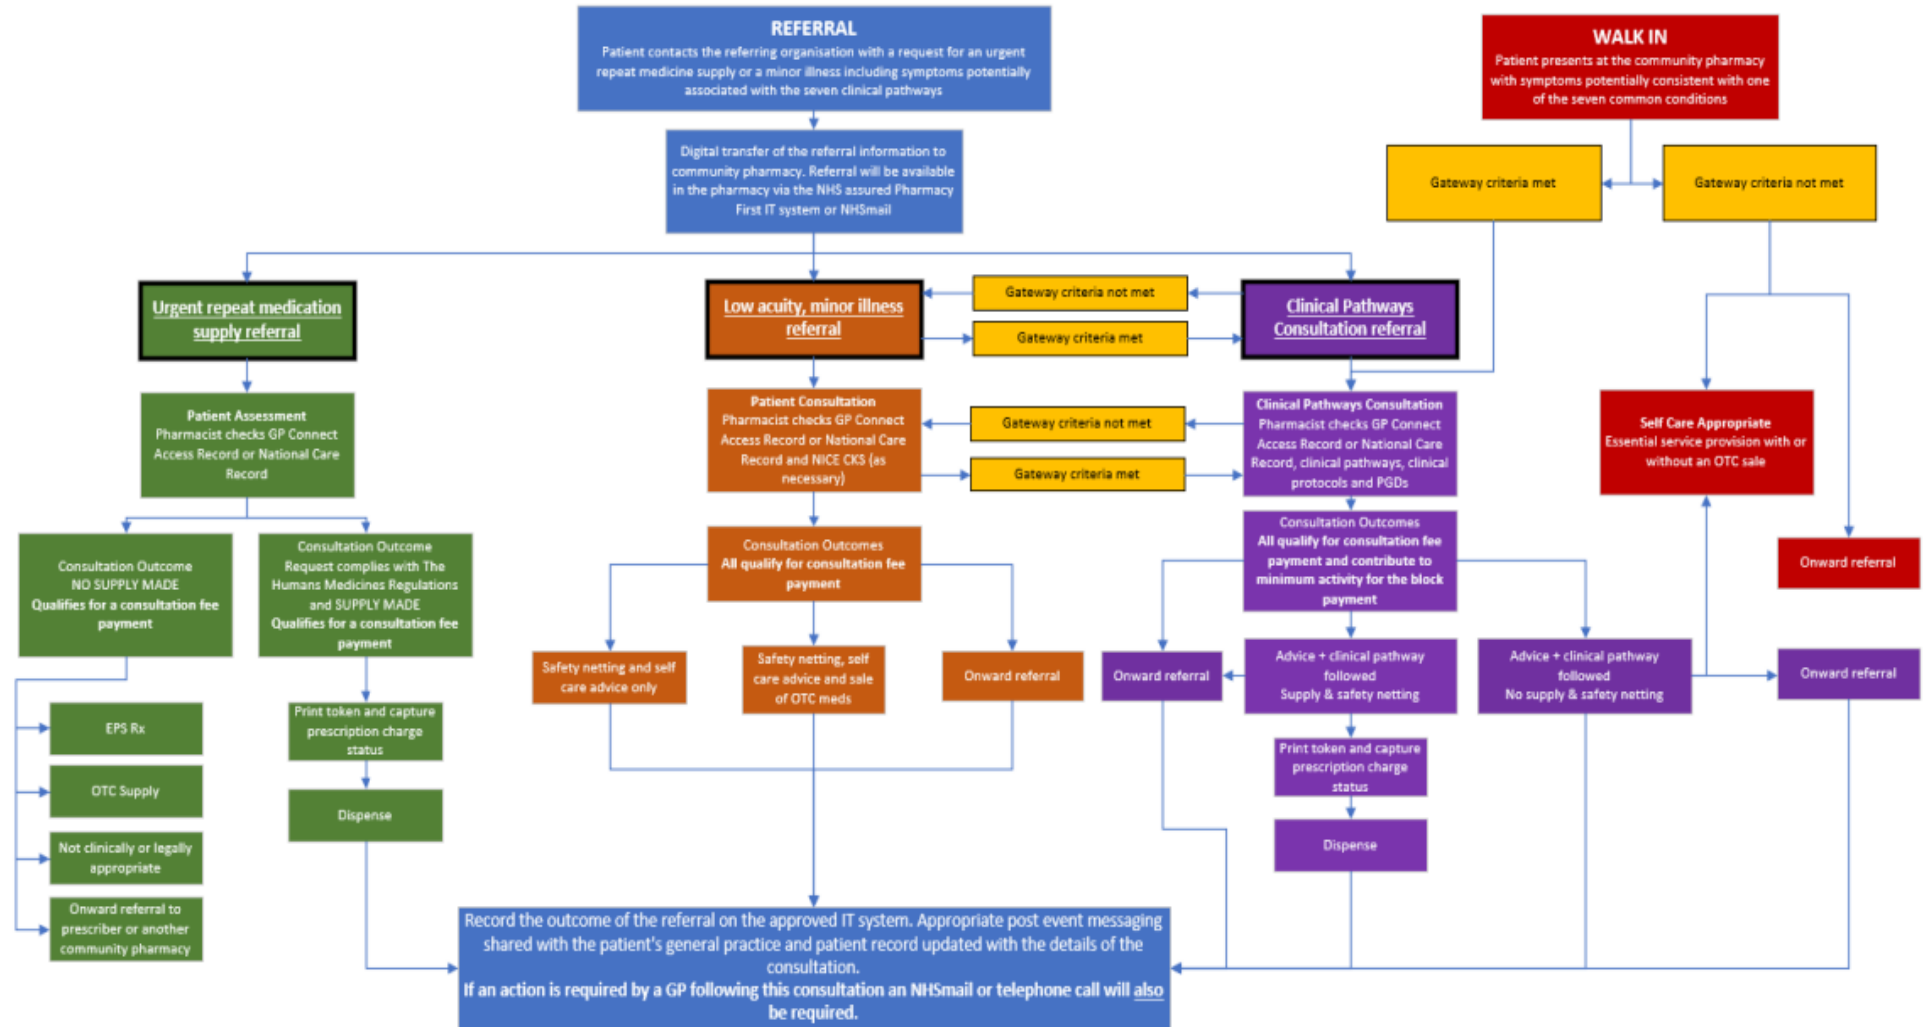 REFERRAL
Patient contacts the referring organisation with a request for an urgent
repeat medicine supply or a minor illness including symptoms potentially
associated with the seven clinical pathways
WALK IN
Patient presents at the community pharmacy
with symptoms potentially consistent with one
of the seven common conditions
Digital transfer of the referral information to
community pharmacy. Referral will be available
in the pharmacy via the NHS assured Pharmacy
First IT system or NHSmail
Gateway criteria met
Gateway criteria not met
Urgent repeat medication
supply referral
Low acuity, minor illness
referral
Gateway criteria not met
Gateway criteria met
Clinical Pathways
Consultation referral
Patient Assessment
Pharmacist checks GP Connect
Access Record or National Care
Record
Patient Consultation
Pharmacist checks GP Connect
Access Record or National Care
Record and NICE CKS (as
necessary)
Gateway criteria not met
Gateway criteria met
Clinical Pathways Consultation
Pharmacist checks GP Connect
Access Record or National Care
Record, clinical pathways, clinical
protocols and PGDs
Self Care Appropriate
Essential service provision with or
without an OTC sale
Consultation Outcome
NO SUPPLY MADE
Qualifies for a consultation fee
payment
Consultation Outcome
Request complies with The
Humans Medicines Regulations
and SUPPLY MADE
Qualifies for a consultation fee
payment
Consultation Outcomes
All qualify for consultation fee
payment
Consultation Outcomes
All qualify for consultation fee
payment and contribute to
minimum activity for the block
payment
Onward referral
Safety netting and self
care advice only
Safety netting, self
care advice and sale
of OTC meds
Onward referral
Onward referral
Advice + clinical pathway
followed
Supply & safety netting
Advice + clinical pathway
followed
No supply & safety netting
Onward referral
EPS Rx
OTC Supply
Not clinically or legally
appropriate
Onward referral to
prescriber or another
community pharmacy
Print token and capture
prescription charge
status
Dispense
Print token and capture
prescription charge
status
Dispense
Record the outcome of the referral on the approved IT system. Appropriate post event messaging
shared with the patient's general practice and patient record updated with the details of the
consultation.
If an action is required by a GP following this consultation an NHSmail or telephone call will also
be required.